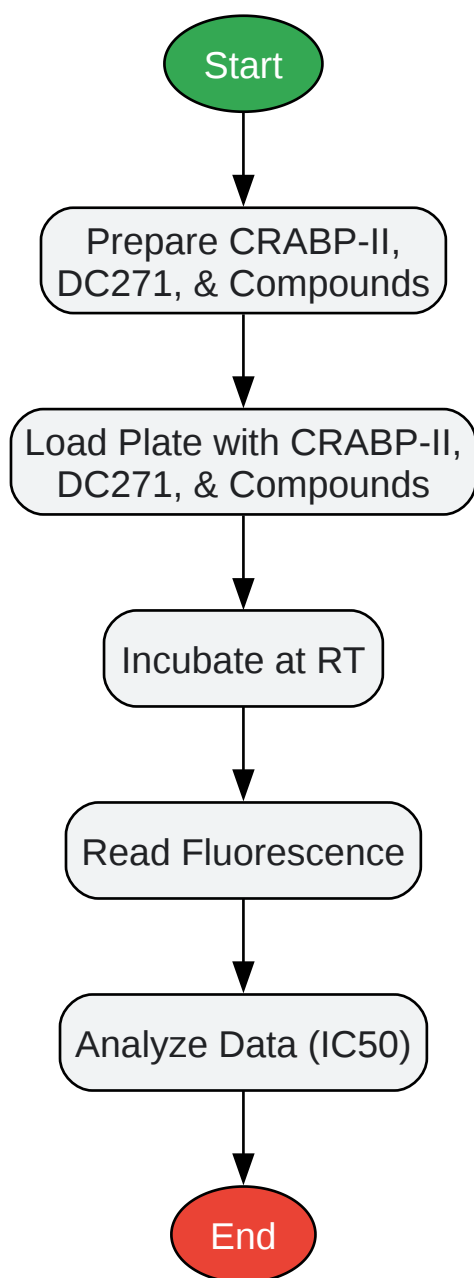 Start
Prepare CRABP-II,
DC271, & Compounds
Load Plate with CRABP-II,
DC271, & Compounds
Incubate at RT
Read Fluorescence
Analyze Data (IC50)
End